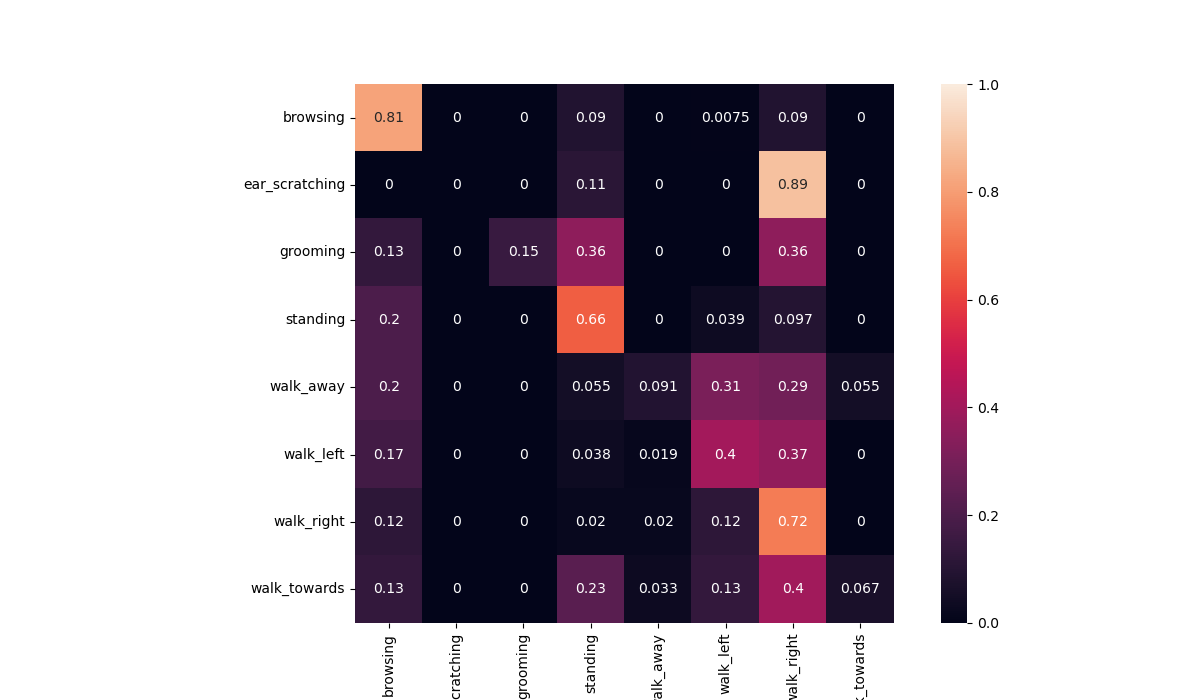 browsing 0.81 0 0 0.09 0 0.0075 0.09 0
ear_scratching 0 0 0 0.11 0 0 0.89 0
grooming 0.13 0 0.15 0.36 0 0 0.36 0
standing 0.2 0 0 0.66 0 0.039 0.097 0
walk_away 0.2 0 0 0.055 0.091 0.31 0.29 0.055
walk_left 0.17 0 0 0.038 0.019 0.4 0.37 0
walk_right 0.12 0 0 0.02 0.02 0.12 0.72 0
walk_towards 0.13 0 0 0.23 0.033 0.13 0.4 0.067
browsing
cratching
grooming
standing
alk_away
walk_left
walk_right
k_towards
1.0
0.8
0.6
0.4
0.2
0.0